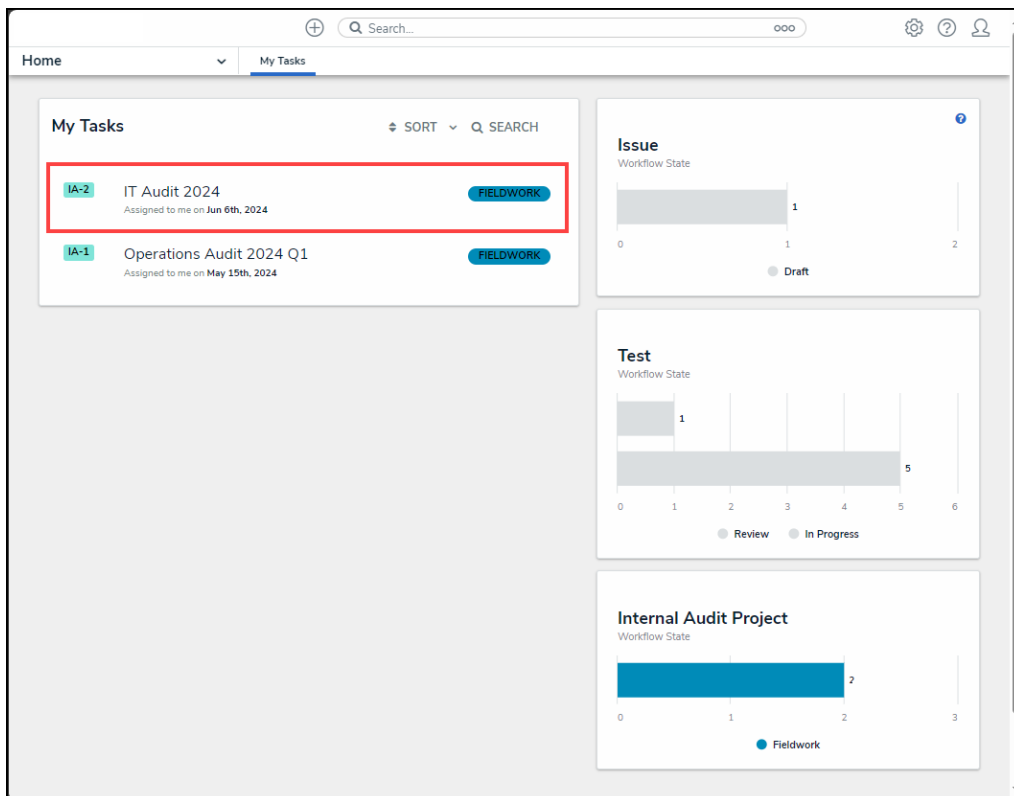 Search...
Home
My Tasks
My Tasks
SORT
SEARCH
IA-2
IT Audit 2024
FIELDWORK
Assigned to me on Jun 6th, 2024
IA-1
Operations Audit 2024 Q1
FIELDWORK
Assigned to me on May 15th, 2024
Issue
Workflow State
1
0 1 2
Draft
Test
Workflow State
1
5
0 1 2 3 4 5 6
Review In Progress
Internal Audit Project
Workflow State
2
0 1 2 3
Fieldwork